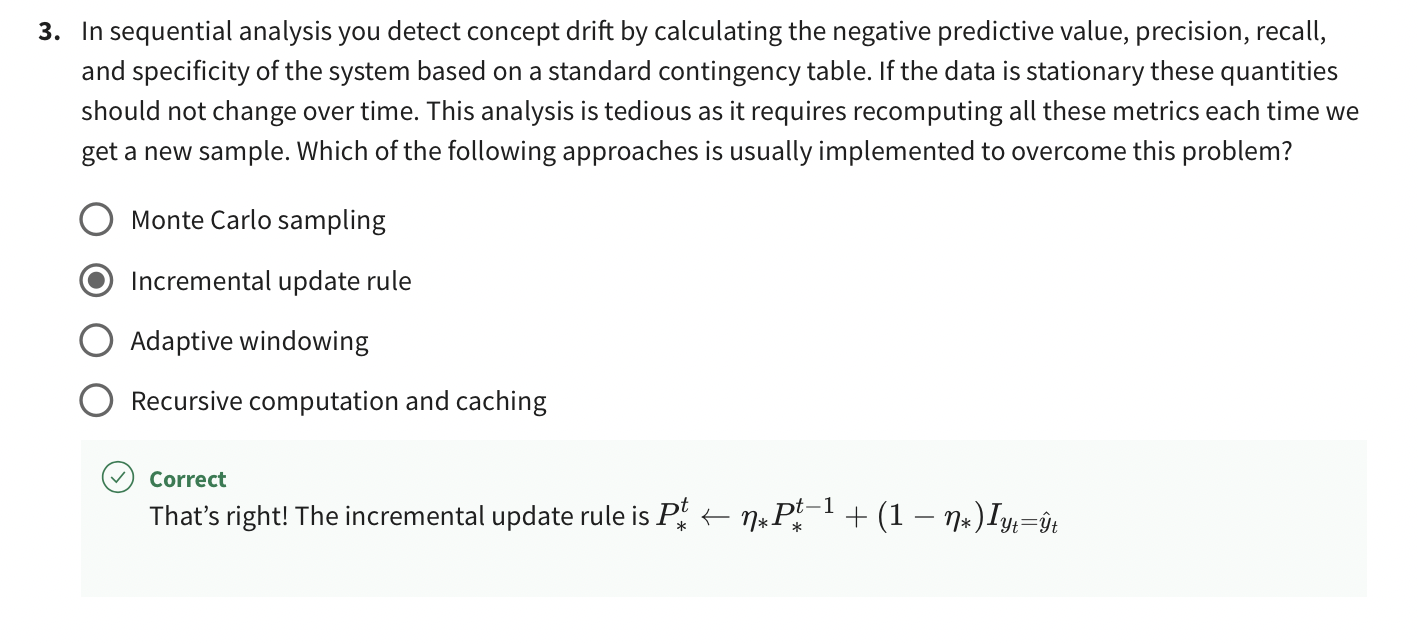 3. In sequential analysis you detect concept drift by calculating the negative predictive value, precision, recall,
and specificity of the system based on a standard contingency table. If the data is stationary these quantities
should not change over time. This analysis is tedious as it requires recomputing all these metrics each time we
get a new sample. Which of the following approaches is usually implemented to overcome this problem?
Monte Carlo sampling
Incremental update rule
Adaptive windowing
Recursive computation and caching
Correct
That’s right! The incremental update rule is $P_*^t \leftarrow \eta_* P_*^{t-1} + (1 - \eta_*) I_{y_t = \hat{y}_t}$